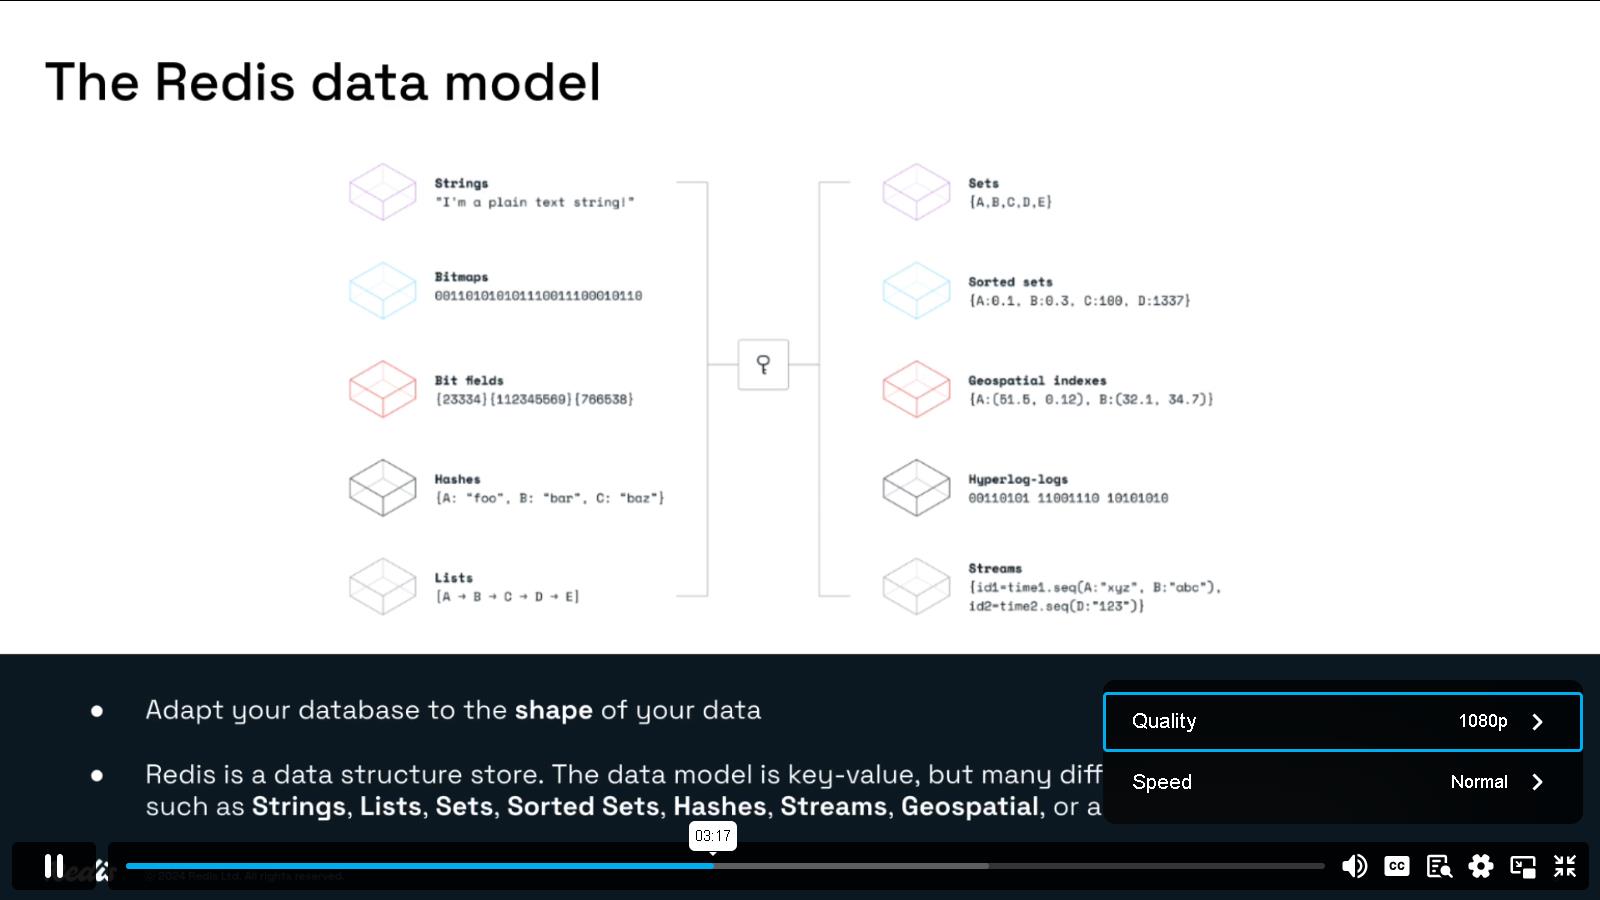 The Redis data model
Strings
"I'm a plain text string!"
Bitmaps
001101010101110011100010110
Bit fields
{23334}{112345569}{766538}
Hashes
{A: "foo", B: "bar", C: "baz"}
Lists
[A → B → C → D → E]
Sets
{A,B,C,D,E}
Sorted sets
{A:0.1, B:0.3, C:100, D:1337}
Geospatial indexes
{A:(51.5, 0.12), B:(32.1, 34.7)}
Hyperlog-logs
00110101 11001110 10101010
Streams
{id1=time1.seq(A:"xyz", B:"abc"),
id2=time2.seq(D:"123")}
● Adapt your database to the shape of your data
● Redis is a data structure store. The data model is key-value, but many diff
such as Strings, Lists, Sets, Sorted Sets, Hashes, Streams, Geospatial, or a
Quality 1080p
Speed Normal
03:17
Redis
© 2024 Redis Ltd. All rights reserved.
CC